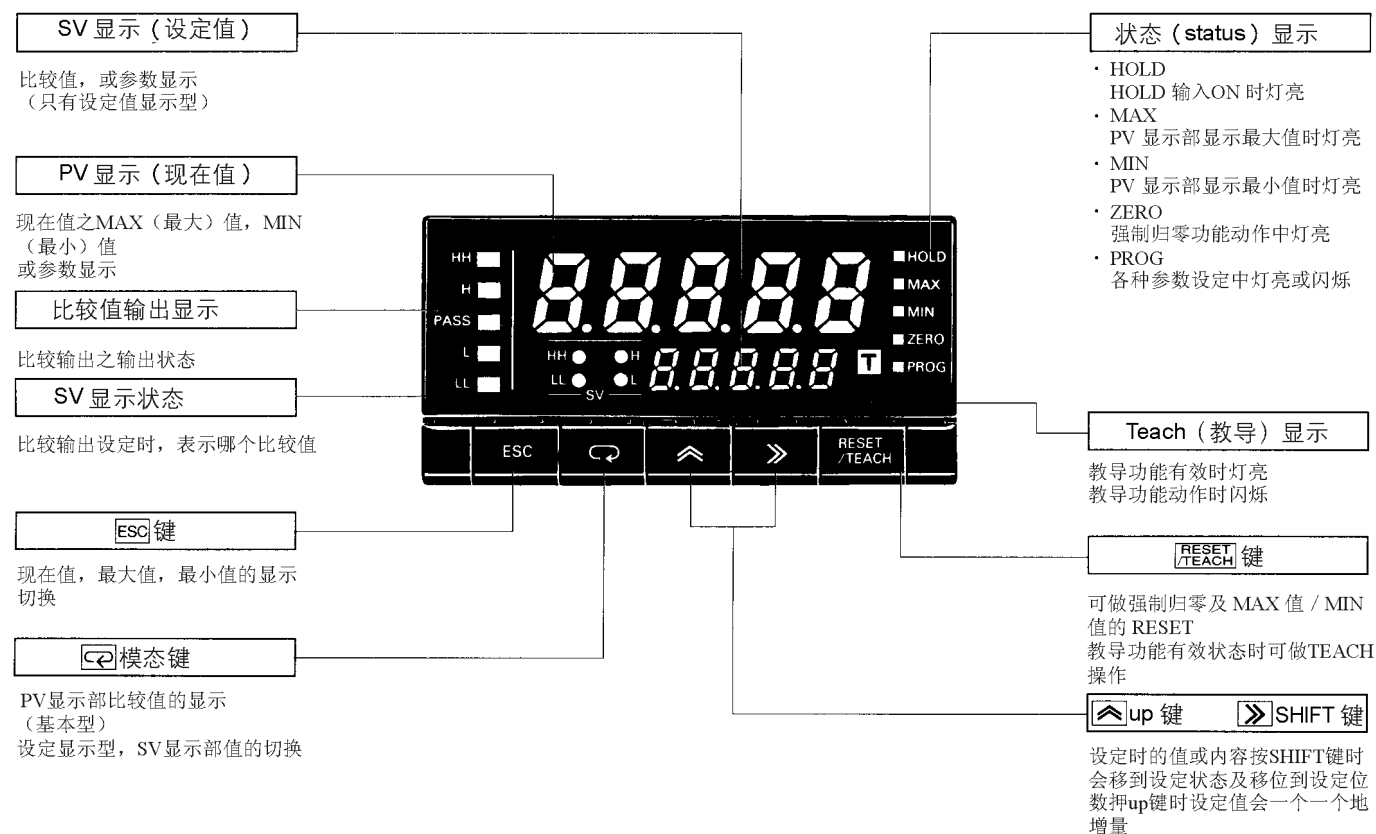 SV 显示（设定值）
比较值，或参数显示
（只有设定值显示型）
PV 显示（现在值）
现在值之MAX（最大）值，MIN
（最小）值
或参数显示
比较值输出显示
比较输出之输出状态
SV 显示状态
比较输出设定时，表示哪个比较值
ESC 键
现在值，最大值，最小值的显示
切换
模态键
PV显示部比较值的显示
（基本型）
设定显示型，SV显示部值的切换
HH
H
PASS
L
LL
8.8.8.8.8
HOLD
MAX
MIN
ZERO
PROG
HH H
LL L
SV
8.8.8.8.8
T
ESC
RESET
/TEACH
状态（status）显示
· HOLD
HOLD 输入ON 时灯亮
· MAX
PV 显示部显示最大值时灯亮
· MIN
PV 显示部显示最小值时灯亮
· ZERO
强制归零功能动作中灯亮
· PROG
各种参数设定中灯亮或闪烁
Teach（教导）显示
教导功能有效时灯亮
教导功能动作时闪烁
RESET
/TEACH 键
可做强制归零及 MAX 值 / MIN
值的 RESET
教导功能有效状态时可做TEACH
操作
up 键 SHIFT 键
设定时的值或内容按SHIFT键时
会移到设定状态及移位到设定位
数押up键时设定值会一个一个地
增量